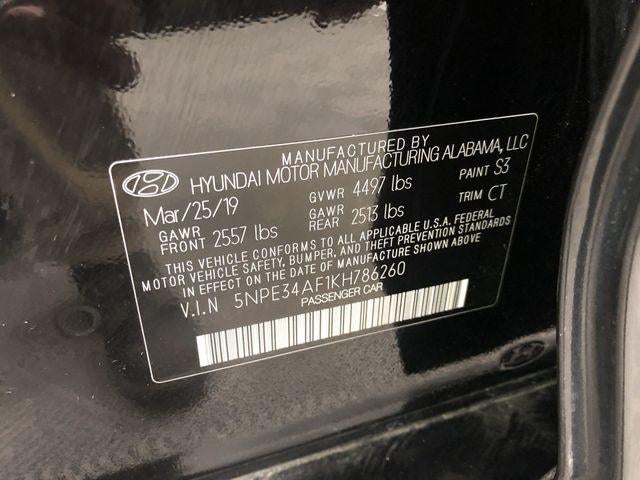 MANUFACTURED BY
HYUNDAI MOTOR MANUFACTURING ALABAMA, LLC
Mar/25/19 GVWR 4497 lbs PAINT S3
GAWR FRONT 2557 lbs GAWR REAR 2513 lbs TRIM CT
THIS VEHICLE CONFORMS TO ALL APPLICABLE U.S.A. FEDERAL
MOTOR VEHICLE SAFETY, BUMPER, AND THEFT PREVENTION STANDARDS
IN EFFECT ON THE DATE OF MANUFACTURE SHOWN ABOVE
V.I.N 5NPE34AF1KH786260
PASSENGER CAR